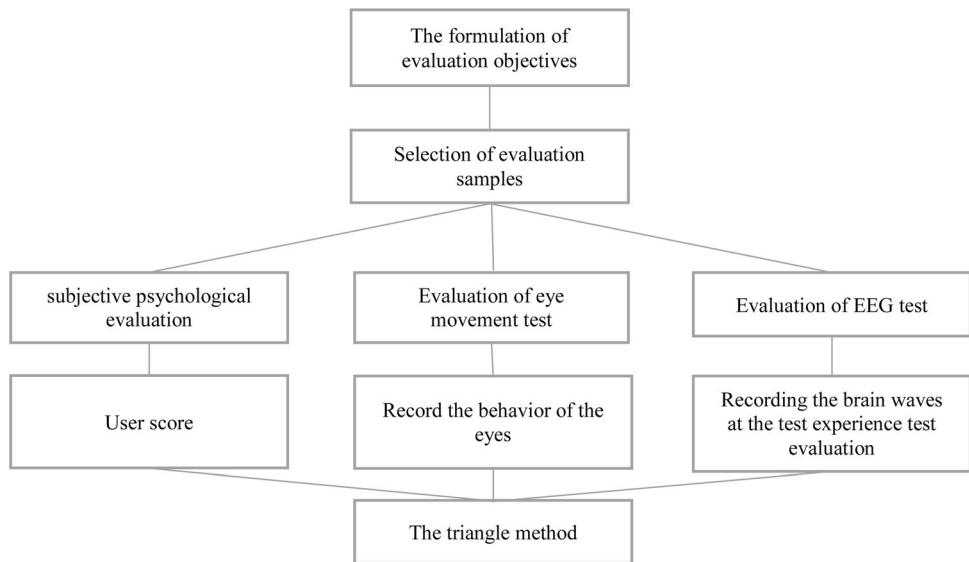 The formulation of
evaluation objectives
Selection of evaluation
samples
subjective psychological
evaluation
Evaluation of eye
movement test
Evaluation of EEG test
User score
Record the behavior of the
eyes
Recording the brain waves
at the test experience test
evaluation
The triangle method